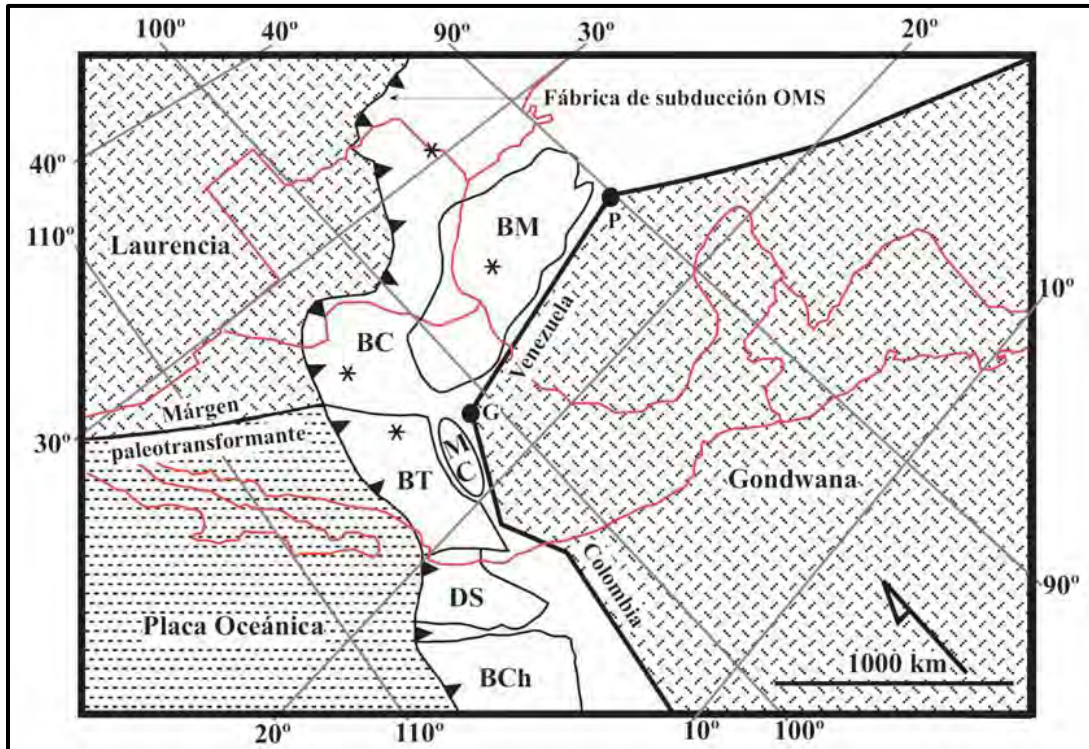 100º
40º
90º
30º
20º
Fábrica de subducción OMS
40º
P
BM
110º
Laurencia
10º
Venezuela
BC
Márgen
G
30º
paleotransformante
M
C
BT
Gondwana
Colombia
90º
DS
Placa Oceánica
1000 km
BCh
20º
110º
10º
100º